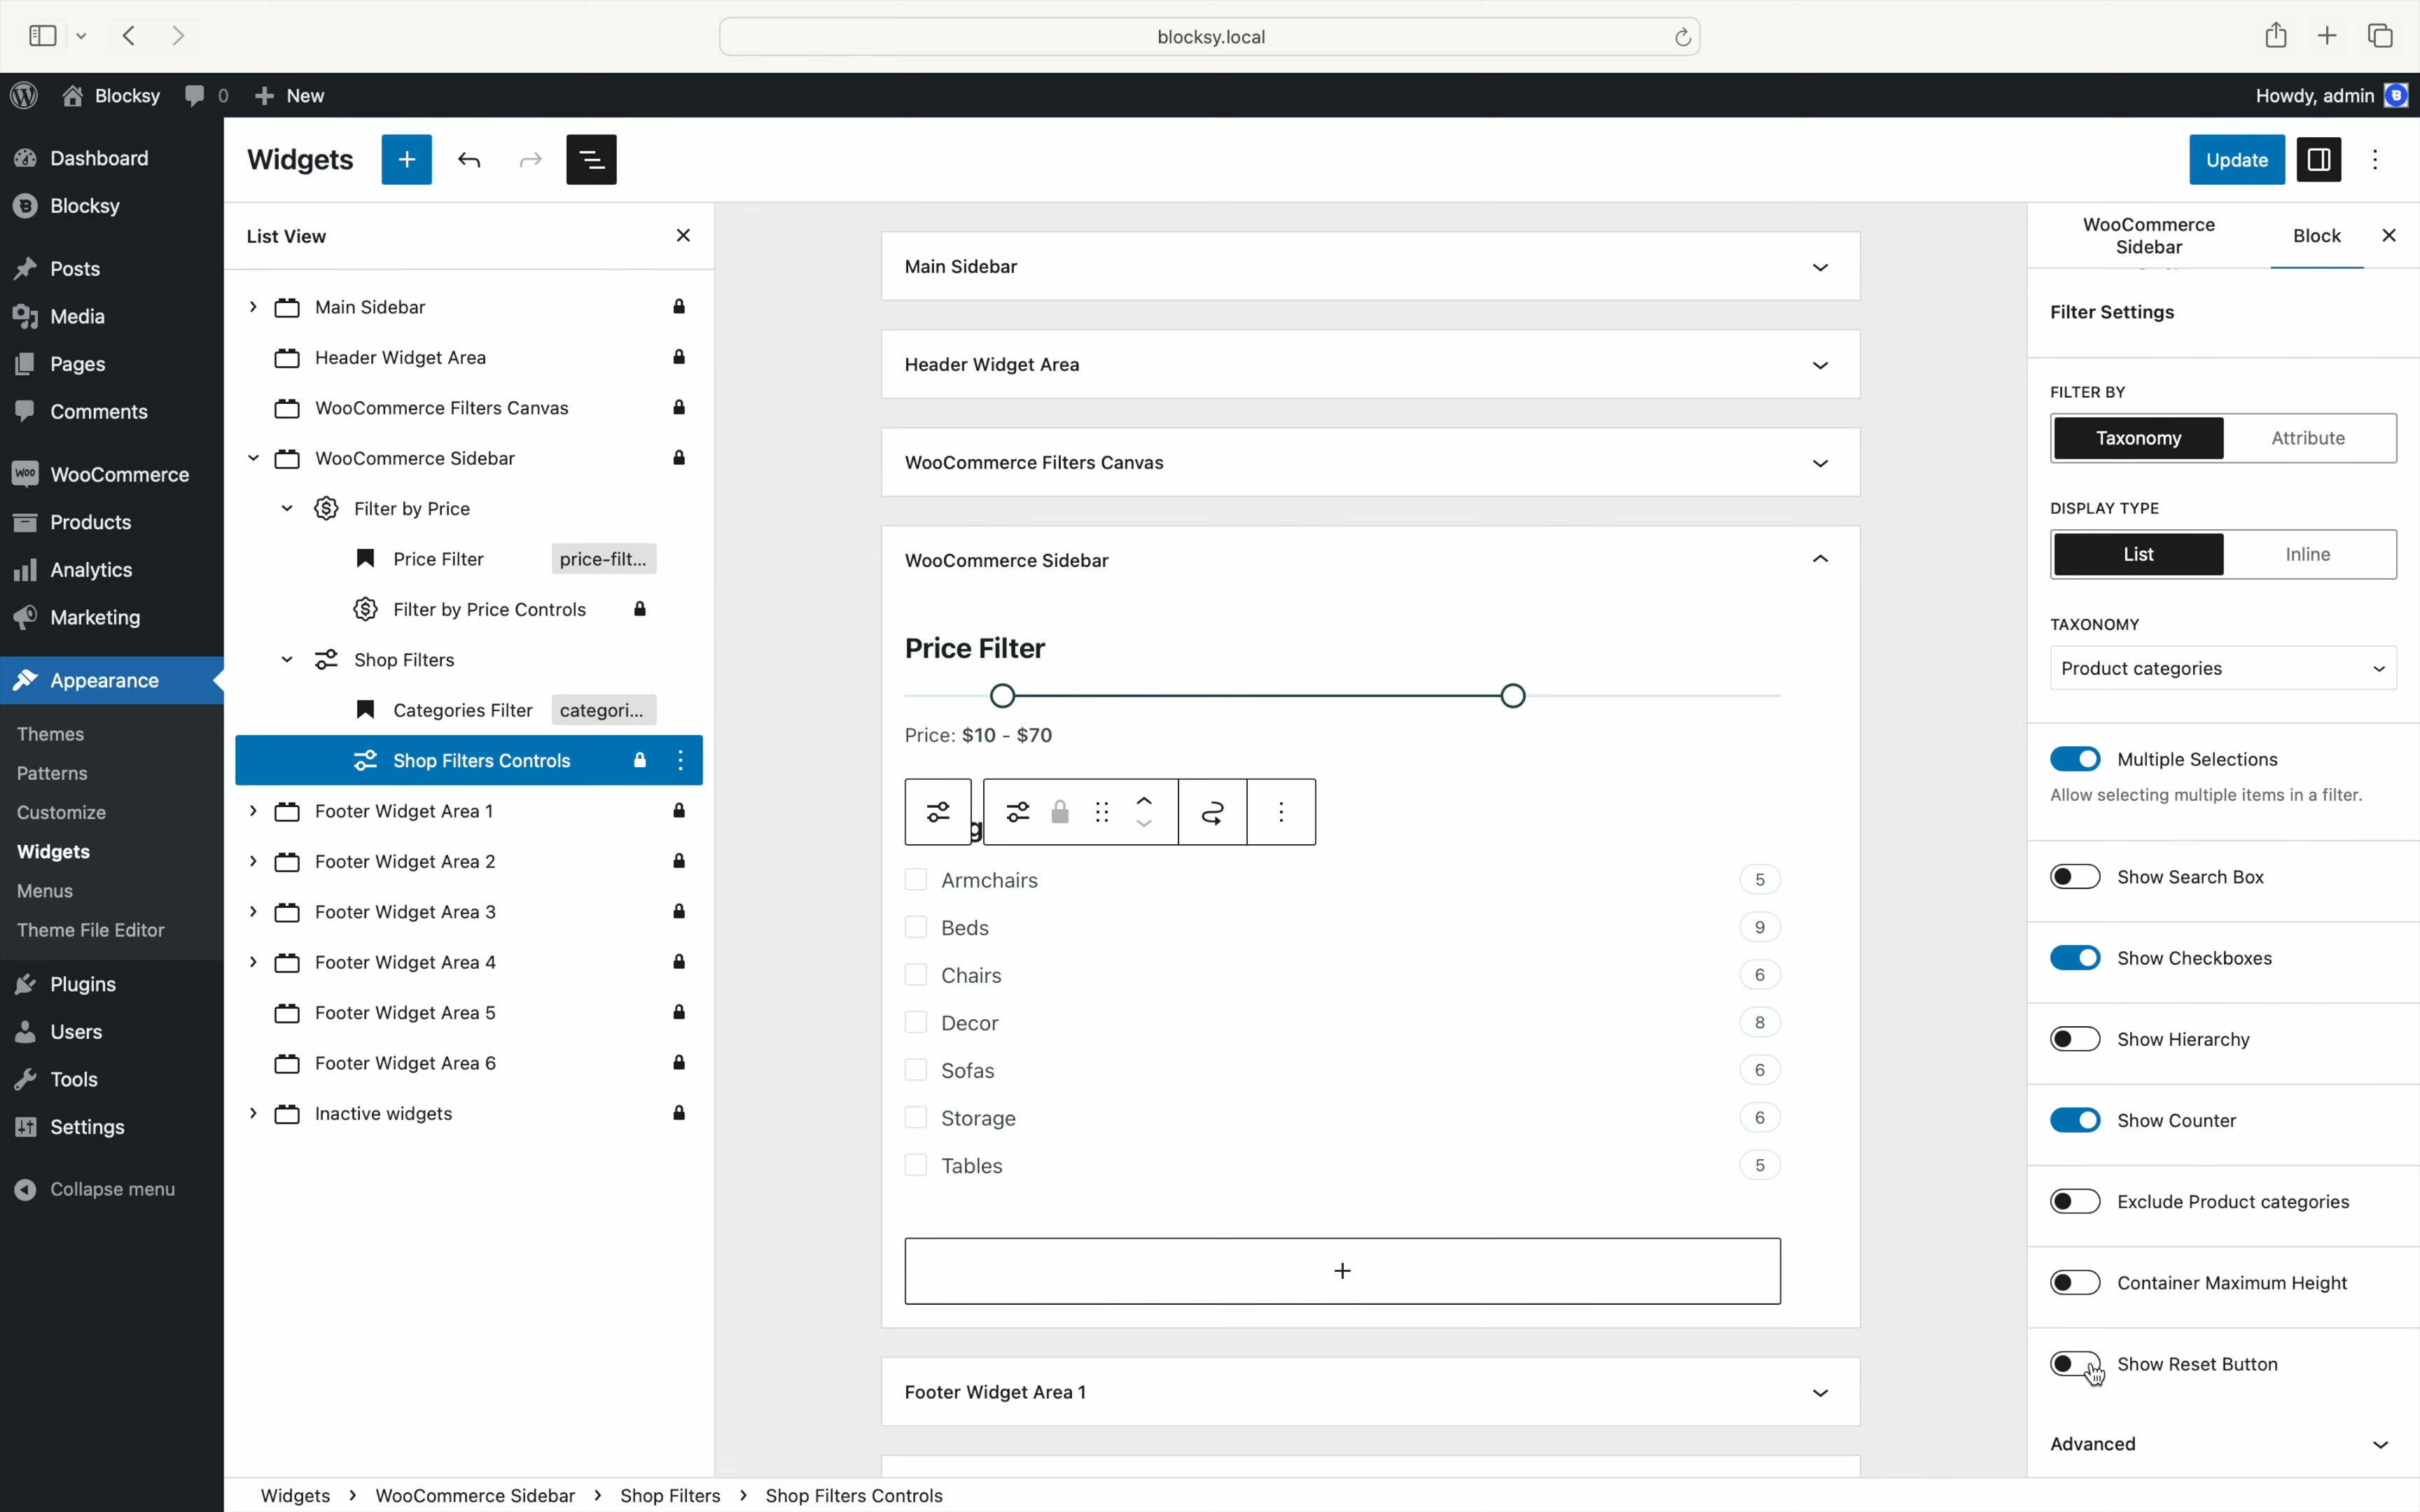 blocksy.local
Blocksy 0 New Howdy, admin
Dashboard
Blocksy
Posts
Media
Pages
Comments
WooCommerce
Products
Analytics
Marketing
Appearance
Themes
Patterns
Customize
Widgets
Menus
Theme File Editor
Plugins
Users
Tools
Settings
Collapse menu
Widgets Update
List View
Main Sidebar
Header Widget Area
WooCommerce Filters Canvas
WooCommerce Sidebar
Filter by Price
Price Filter price-filt...
Filter by Price Controls
Shop Filters
Categories Filter categori...
Shop Filters Controls
Footer Widget Area 1
Footer Widget Area 2
Footer Widget Area 3
Footer Widget Area 4
Footer Widget Area 5
Footer Widget Area 6
Inactive widgets
Main Sidebar
Header Widget Area
WooCommerce Filters Canvas
WooCommerce Sidebar
Price Filter
Price: $10 - $70
Armchairs 5
Beds 9
Chairs 6
Decor 8
Sofas 6
Storage 6
Tables 5
Footer Widget Area 1
WooCommerce
Sidebar
Block
Filter Settings
FILTER BY
Taxonomy Attribute
DISPLAY TYPE
List Inline
TAXONOMY
Product categories
Multiple Selections
Allow selecting multiple items in a filter.
Show Search Box
Show Checkboxes
Show Hierarchy
Show Counter
Exclude Product categories
Container Maximum Height
Show Reset Button
Advanced
Widgets > WooCommerce Sidebar > Shop Filters > Shop Filters Controls